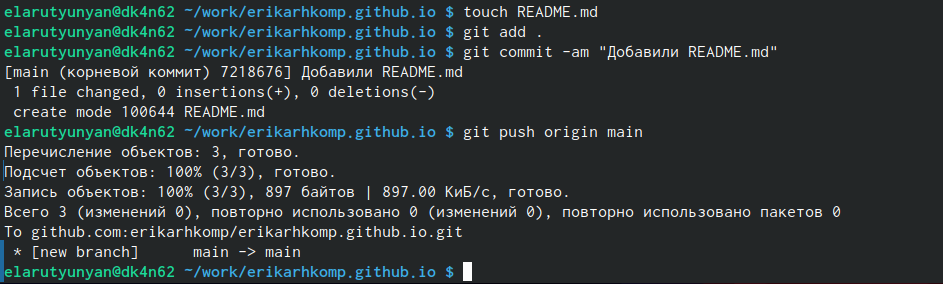 elarutyunyan@dk4n62 ~/work/erikarhkomp.github.io $ touch README.md
elarutyunyan@dk4n62 ~/work/erikarhkomp.github.io $ git add .
elarutyunyan@dk4n62 ~/work/erikarhkomp.github.io $ git commit -am "Добавили README.md"
[main (корневой коммит) 7218676] Добавили README.md
 1 file changed, 0 insertions(+), 0 deletions(-)
 create mode 100644 README.md
elarutyunyan@dk4n62 ~/work/erikarhkomp.github.io $ git push origin main
Перечисление объектов: 3, готово.
Подсчет объектов: 100% (3/3), готово.
Запись объектов: 100% (3/3), 897 байтов | 897.00 КиБ/с, готово.
Всего 3 (изменений 0), повторно использовано 0 (изменений 0), повторно использовано пакетов 0
To github.com:erikarhkomp/erikarhkomp.github.io.git
 * [new branch]      main -> main
elarutyunyan@dk4n62 ~/work/erikarhkomp.github.io $